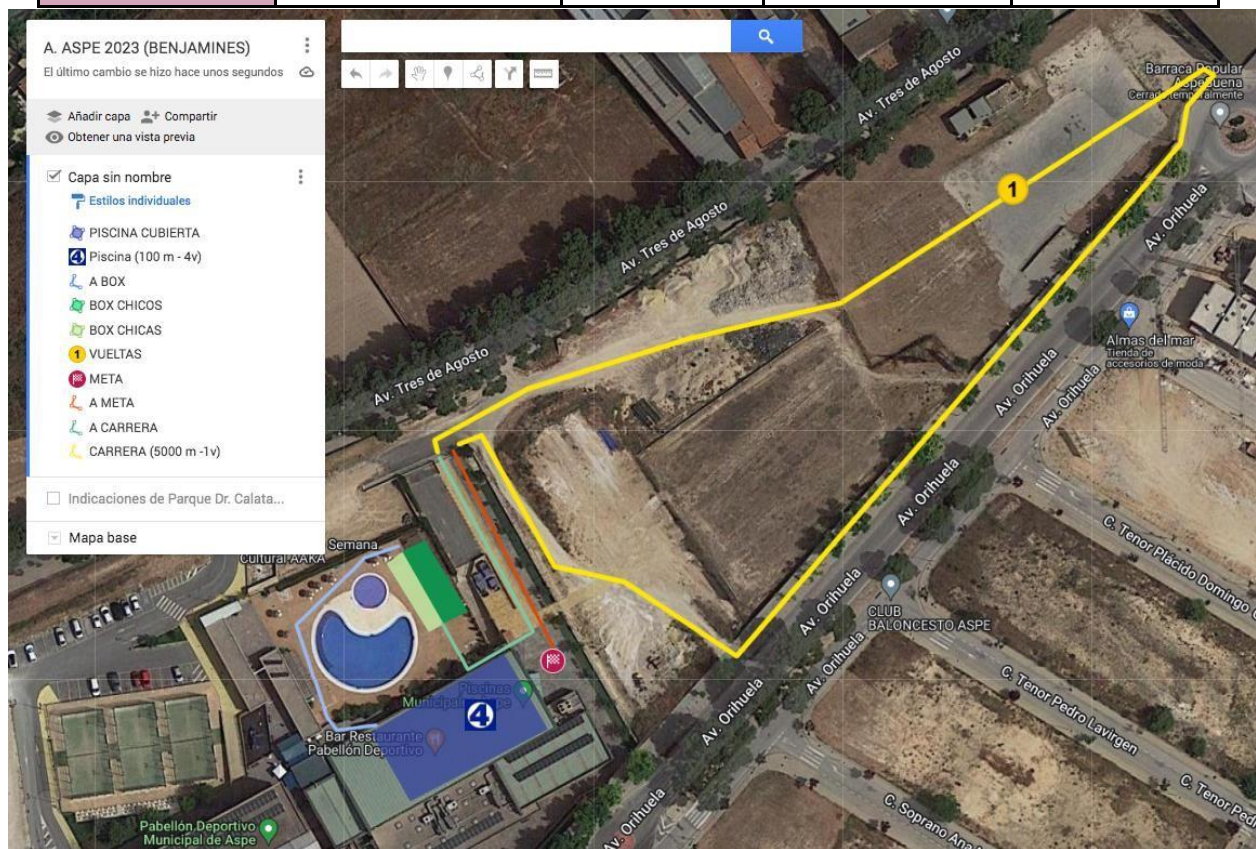 A. ASPE 2023 (BENJAMINES)
El último cambio se hizo hace unos segundos
Añadir capa
Compartir
Obtener una vista previa
Capa sin nombre
Estilos individuales
PISCINA CUBIERTA
4 Piscina (100 m - 4v)
A BOX
BOX CHICOS
BOX CHICAS
1 VUELTAS
META
A META
A CARRERA
CARRERA (5000 m -1v)
Indicaciones de Parque Dr. Calata...
Mapa base
Av. Tres de Agosto
Barraca Popular
Aspebuena
Cerrado temporalmente
1
Av. Orihuela
Av. Tres de Agosto
Almas del mar
Tienda de
accesorios de moda
Av. Tres de Agosto
Av. Orihuela
Av. Orihuela
Av. Orihuela
C. Tenor Plácido Domingo
Semana
Cultural AAKA
Av. Orihuela
CLUB
BALONCESTO ASPE
Av. Orihuela
C. Tenor Pedro Lavirgen
Piscinas
4
Av. Orihuela
Bar Restaurante
Pabellón Deportivo
C. Tenor
C. Soprano Ana
Av. Orihuela
Pabellón Deportivo
Municipal de Aspe